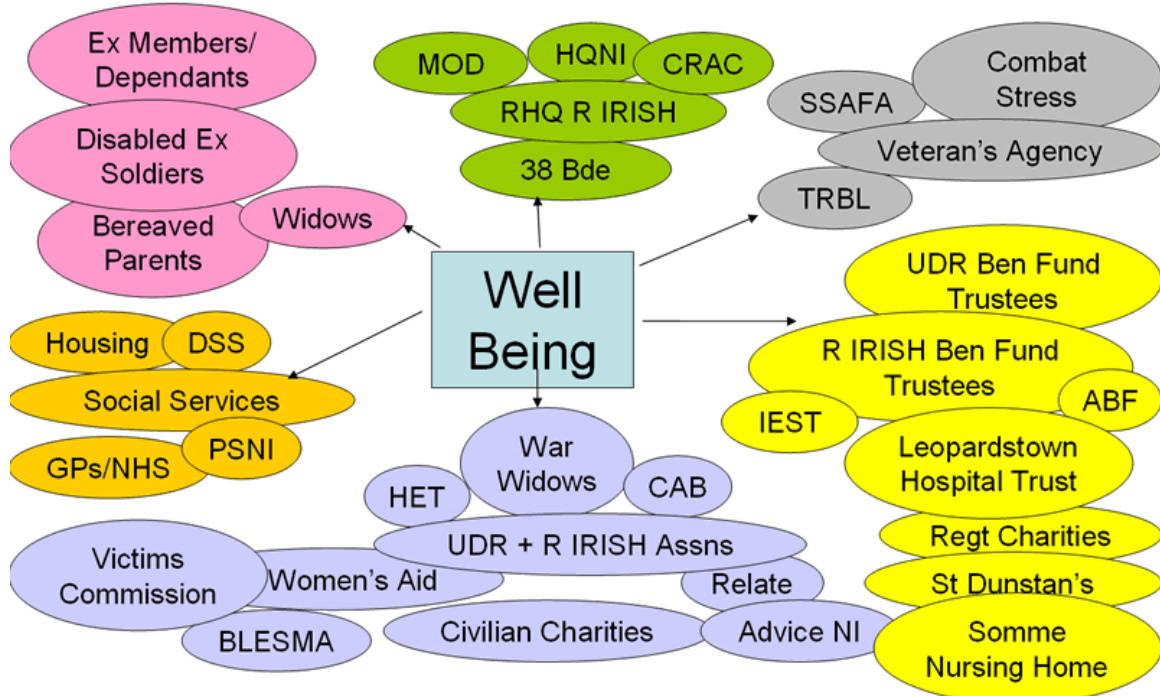 Ex Members/
Dependants
Disabled Ex
Soldiers
Bereaved
Parents
Widows
MOD
HQNI
CRAC
RHQ R IRISH
38 Bde
SSAFA
Combat
Stress
Veteran's Agency
TRBL
Well
Being
UDR Ben Fund
Trustees
R IRISH Ben Fund
Trustees
IEST
ABF
Leopardstown
Hospital Trust
Regt Charities
St Dunstan's
Somme
Nursing Home
Housing
DSS
Social Services
PSNI
GPs/NHS
War
Widows
HET
CAB
UDR + R IRISH Assns
Victims
Commission
Women's Aid
Relate
BLESMA
Civilian Charities
Advice NI